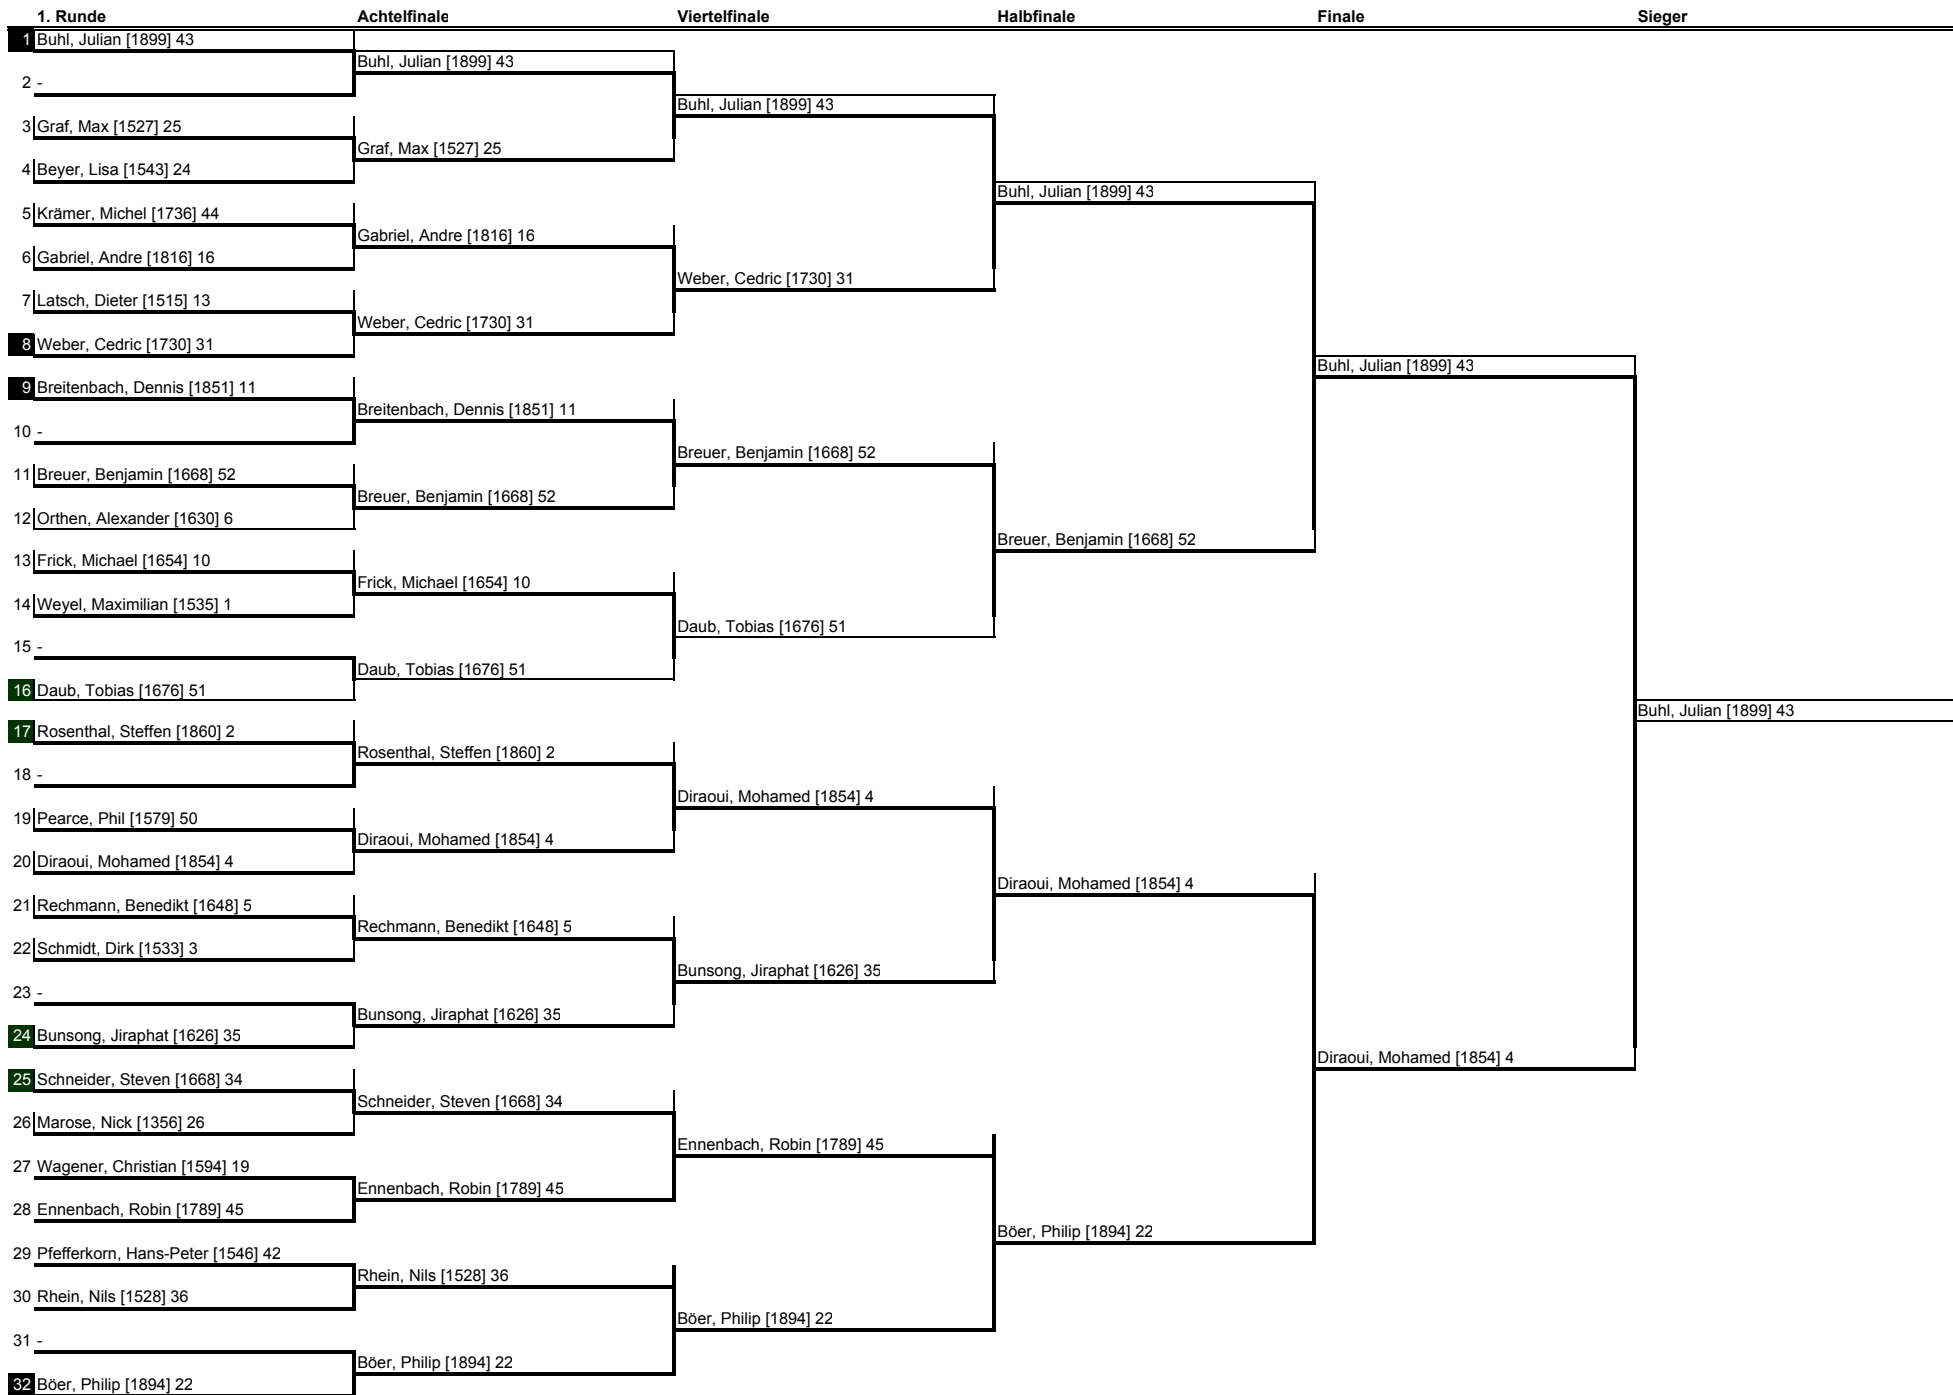 1. Runde Achtelfinale Viertelfinale Halbfinale Finale Sieger
1 Buhl, Julian [1899] 43
Buhl, Julian [1899] 43
2 -
Buhl, Julian [1899] 43
3 Graf, Max [1527] 25
Graf, Max [1527] 25
4 Beyer, Lisa [1543] 24
Buhl, Julian [1899] 43
5 Krämer, Michel [1736] 44
Gabriel, Andre [1816] 16
6 Gabriel, Andre [1816] 16
Weber, Cedric [1730] 31
7 Latsch, Dieter [1515] 13
Weber, Cedric [1730] 31
8 Weber, Cedric [1730] 31
Buhl, Julian [1899] 43
9 Breitenbach, Dennis [1851] 11
Breitenbach, Dennis [1851] 11
10 -
Breuer, Benjamin [1668] 52
11 Breuer, Benjamin [1668] 52
Breuer, Benjamin [1668] 52
12 Orthen, Alexander [1630] 6
Breuer, Benjamin [1668] 52
13 Frick, Michael [1654] 10
Frick, Michael [1654] 10
14 Weyel, Maximilian [1535] 1
Daub, Tobias [1676] 51
15 -
Daub, Tobias [1676] 51
16 Daub, Tobias [1676] 51
Buhl, Julian [1899] 43
17 Rosenthal, Steffen [1860] 2
Rosenthal, Steffen [1860] 2
18 -
Diraoui, Mohamed [1854] 4
19 Pearce, Phil [1579] 50
Diraoui, Mohamed [1854] 4
20 Diraoui, Mohamed [1854] 4
Diraoui, Mohamed [1854] 4
21 Rechmann, Benedikt [1648] 5
Rechmann, Benedikt [1648] 5
22 Schmidt, Dirk [1533] 3
Bunsong, Jiraphat [1626] 35
23 -
Bunsong, Jiraphat [1626] 35
24 Bunsong, Jiraphat [1626] 35
Diraoui, Mohamed [1854] 4
25 Schneider, Steven [1668] 34
Schneider, Steven [1668] 34
26 Marose, Nick [1356] 26
Ennenbach, Robin [1789] 45
27 Wagener, Christian [1594] 19
Ennenbach, Robin [1789] 45
28 Ennenbach, Robin [1789] 45
Böer, Philip [1894] 22
29 Pfefferkorn, Hans-Peter [1546] 42
Rhein, Nils [1528] 36
30 Rhein, Nils [1528] 36
Böer, Philip [1894] 22
31 -
Böer, Philip [1894] 22
32 Böer, Philip [1894] 22